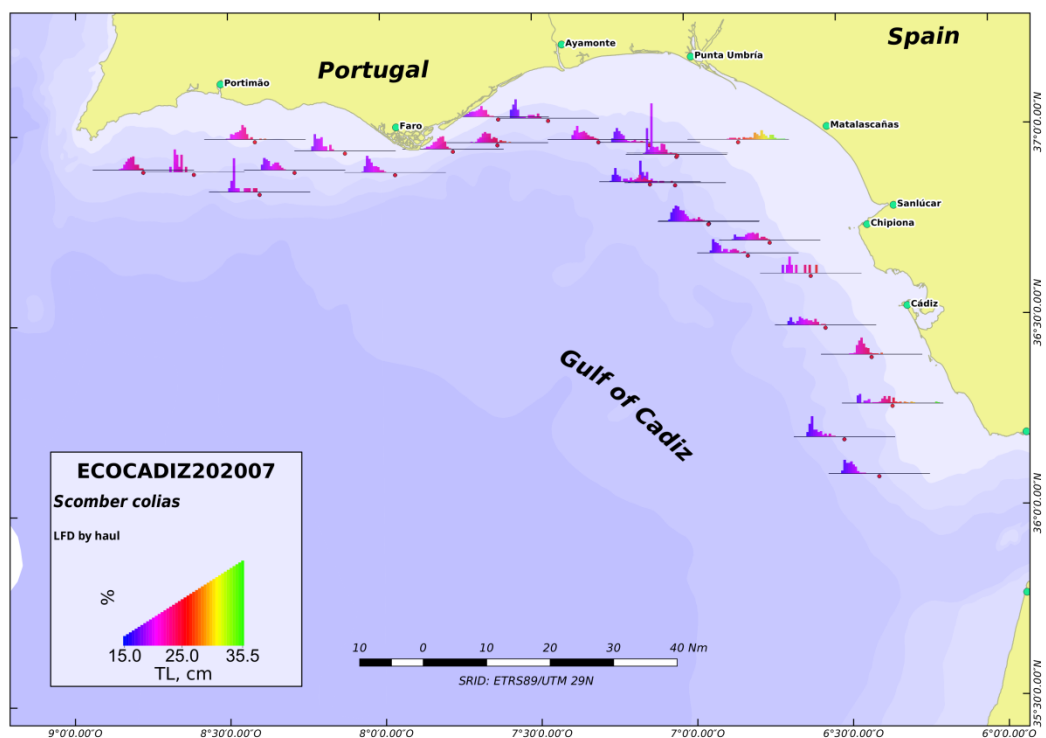 Spain
Ayamonte
Punta Umbría
Portugal
Portimão
Faro
Matalascañas
37°0'0.00"N
Sanlúcar
Chipiona
Cádiz
36°30'0.00"N
Gulf of Cadiz
ECOCADIZ202007
Scomber colias
LFD by haul
%
15.0 25.0 35.5
TL, cm
36°0'0.00"N
10 0 10 20 30 40 Nm
SRID: ETRS89/UTM 29N
35°30'0.00"N
9°0'0.00"O 8°30'0.00"O 8°0'0.00"O 7°30'0.00"O 7°0'0.00"O 6°30'0.00"O 6°0'0.00"O